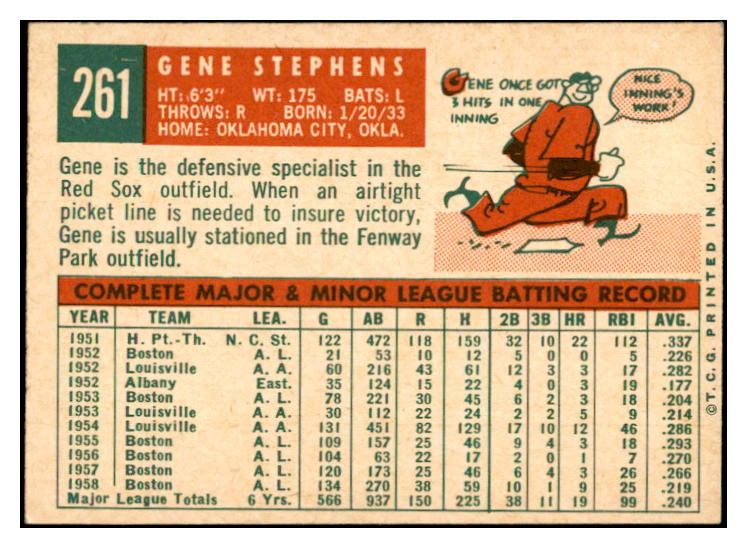 261
GENE STEPHENS
HT: 6'3" WT: 175 BATS: L
THROWS: R BORN: 1/20/33
HOME: OKLAHOMA CITY, OKLA.
GENE ONCE GOT
3 HITS IN ONE
INNING
NICE
INNING'S
WORK!
Gene is the defensive specialist in the
Red Sox outfield. When an airtight
picket line is needed to insure victory,
Gene is usually stationed in the Fenway
Park outfield.
COMPLETE MAJOR & MINOR LEAGUE BATTING RECORD
YEAR TEAM LEA. G AB R H 2B 3B HR RBI AVG.
1951 H. Pt.-Th. N. C. St. 122 472 118 159 32 10 22 112 .337
1952 Boston A. L. 21 53 10 12 5 0 0 5 .226
1952 Louisville A. A. 60 216 43 61 12 3 3 17 .282
1952 Albany East. 35 124 15 22 4 0 3 19 .177
1953 Boston A. L. 78 221 30 45 6 2 3 18 .204
1953 Louisville A. A. 30 112 22 24 2 2 5 9 .214
1954 Louisville A. A. 131 451 82 129 17 10 12 46 .286
1955 Boston A. L. 109 157 25 46 9 4 3 18 .293
1956 Boston A. L. 104 63 22 17 2 0 1 7 .270
1957 Boston A. L. 120 173 25 46 6 4 3 26 .266
1958 Boston A. L. 134 270 38 59 10 1 9 25 .219
Major League Totals 6 Yrs. 566 937 150 225 38 11 19 99 .240
©T.C.G. PRINTED IN U.S.A.